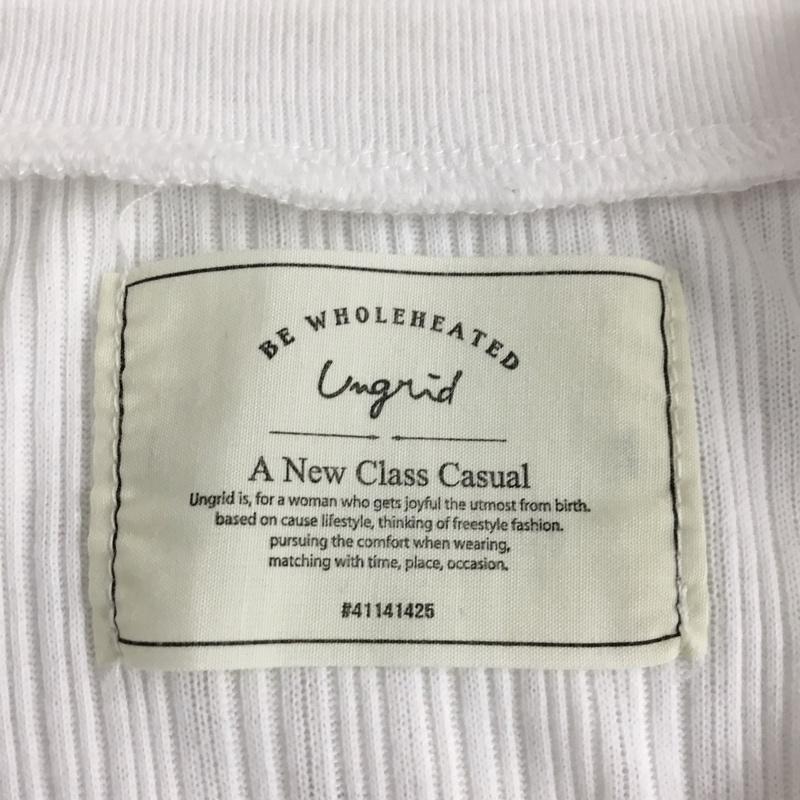 BE WHOLEHEATED
Ungrid
A New Class Casual
Ungrid is, for a woman who gets joyful the utmost from birth.
based on cause lifestyle, thinking of freestyle fashion.
pursuing the comfort when wearing,
matching with time, place, occasion.
#41141425